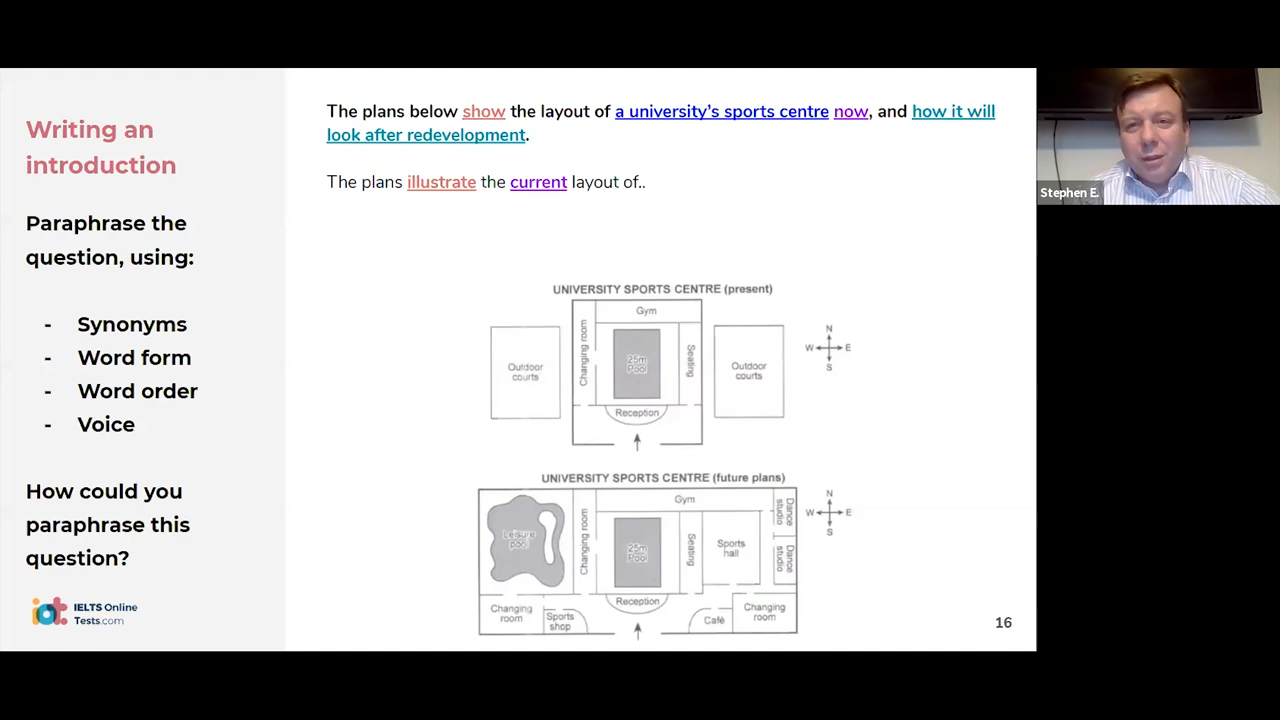 Writing an
introduction
Paraphrase the
question, using:
- Synonyms
- Word form
- Word order
- Voice
How could you
paraphrase this
question?
IELTS Online
Tests.com
The plans below show the layout of a university's sports centre now, and how it will
look after redevelopment.
The plans illustrate the current layout of..
UNIVERSITY SPORTS CENTRE (present)
Gym
Changing room
25m
Pool
Seating
Outdoor
courts
Outdoor
courts
Reception
N
W E
S
UNIVERSITY SPORTS CENTRE (future plans)
Gym
Leisure
pool
Changing room
25m
Pool
Seating
Sports
hall
Dance
studio
Dance
studio
Reception
Changing
room
Sports
shop
Café
Changing
room
N
W E
S
16
Stephen E.